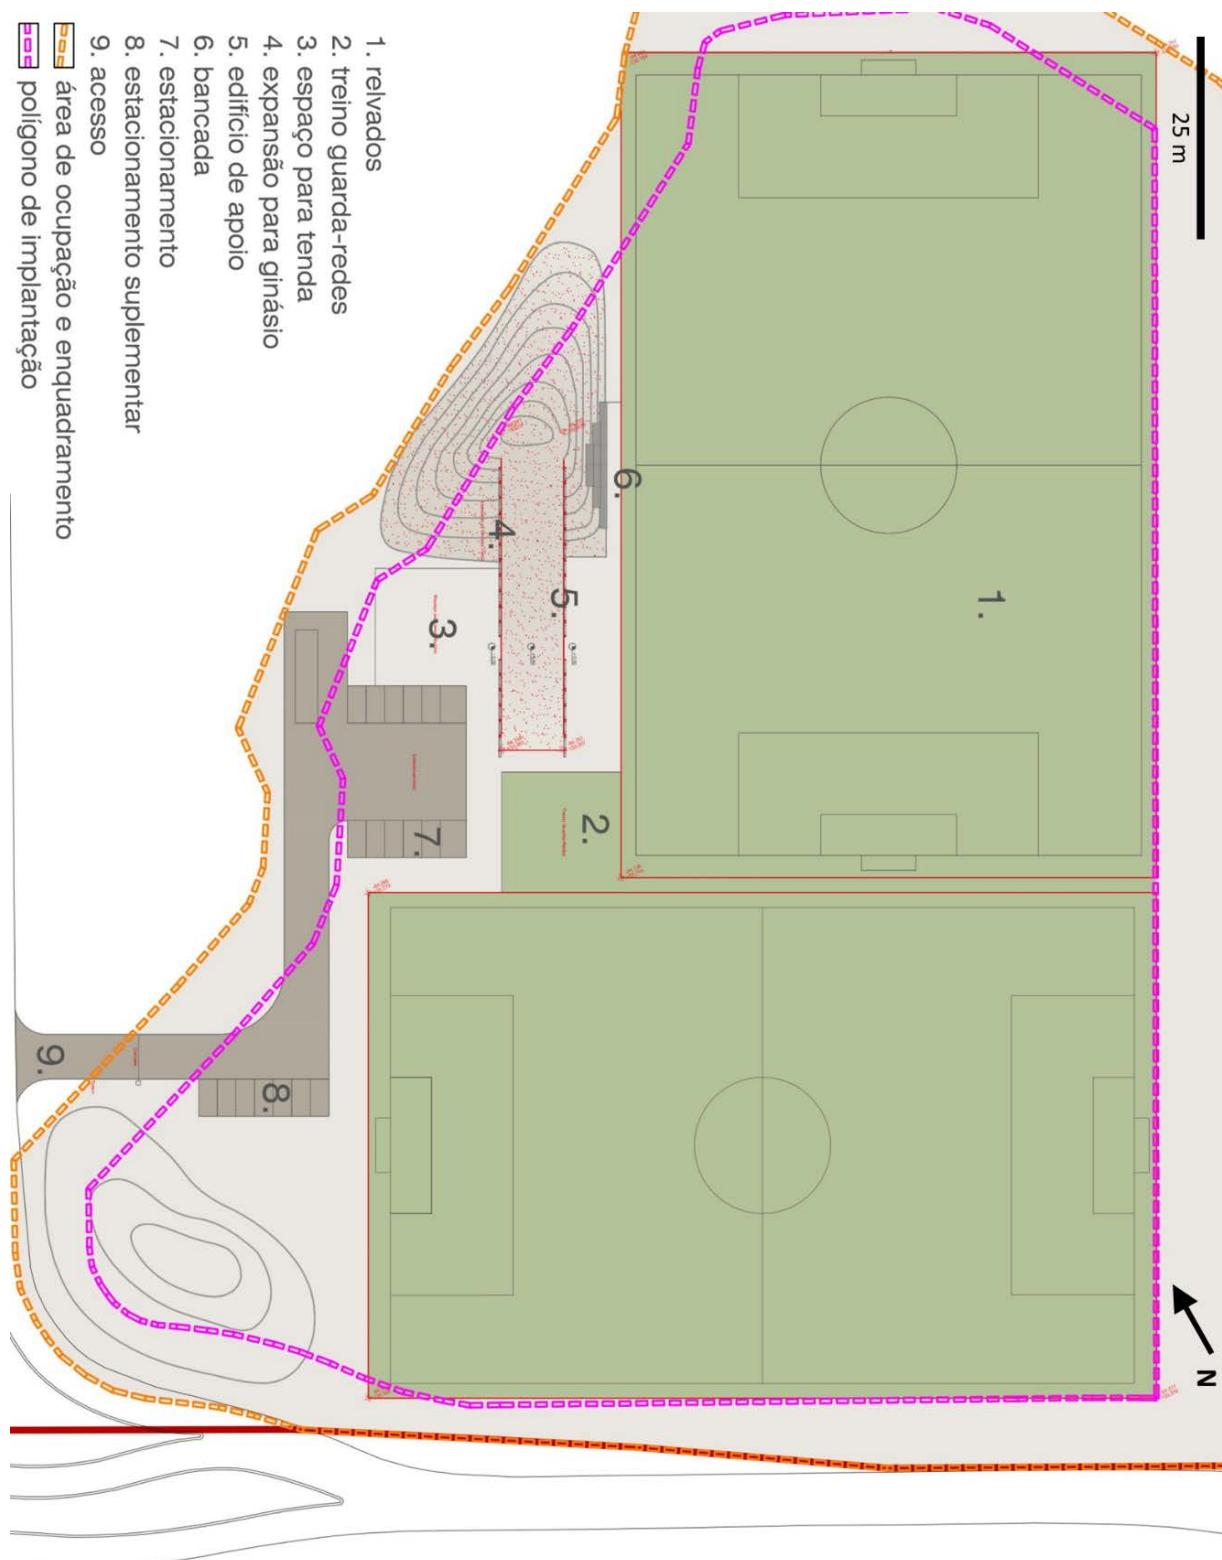 1. relvados
2. treino guarda-redes
3. espaço para tenda
4. expansão para ginásio
5. edifício de apoio
6. bancada
7. estacionamento
8. estacionamento suplementar
9. acesso
área de ocupação e enquadramento
polígono de implantação
25 m
N
1.
2.
3.
4.
5.
6.
7.
8.
9.